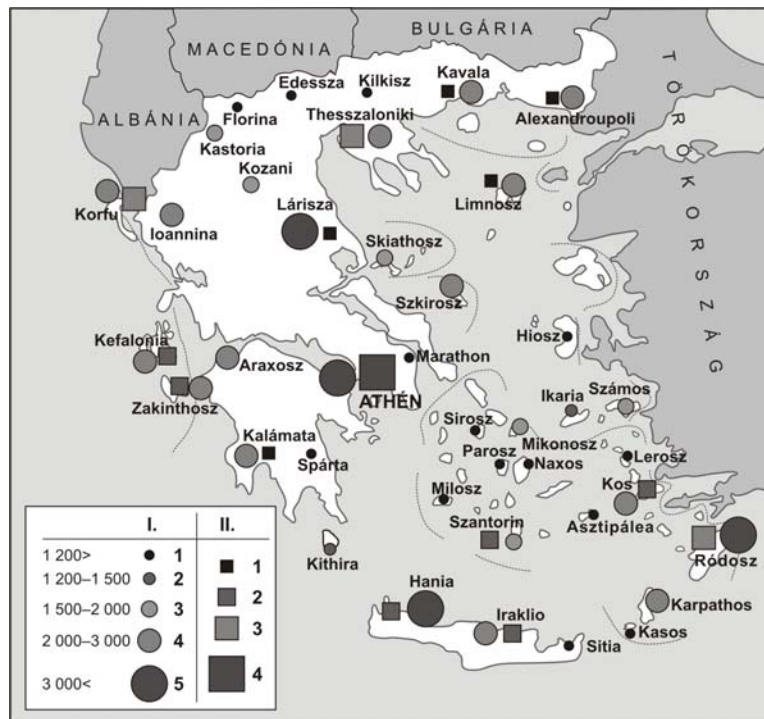 BULGÁRIA
MACEDÓNIA
ALBÁNIA
TÖRÖKORSZÁG
Edessza
Kilkisz
Kavala
Florina
Thesszaloniki
Alexandroupoli
Kastoria
Kozani
Korfu
Ioannina
Lárisza
Limnosz
Skiathosz
Szkirosz
Kefalonia
Araxosz
Marathon
Hiosz
Zakinthosz
ATHÉN
Ikaria
Számos
Sirosz
Mikonosz
Kalámata
Spárta
Parosz
Naxos
Lerosz
Milosz
Kos
Szantorin
Asztipálea
Kithira
Ródosz
Hania
Iraklio
Karpathos
Sitia
Kasos
I. II.
1 200> 1 1
1 200–1 500 2 2
1 500–2 000 3 3
2 000–3 000 4 4
3 000< 5